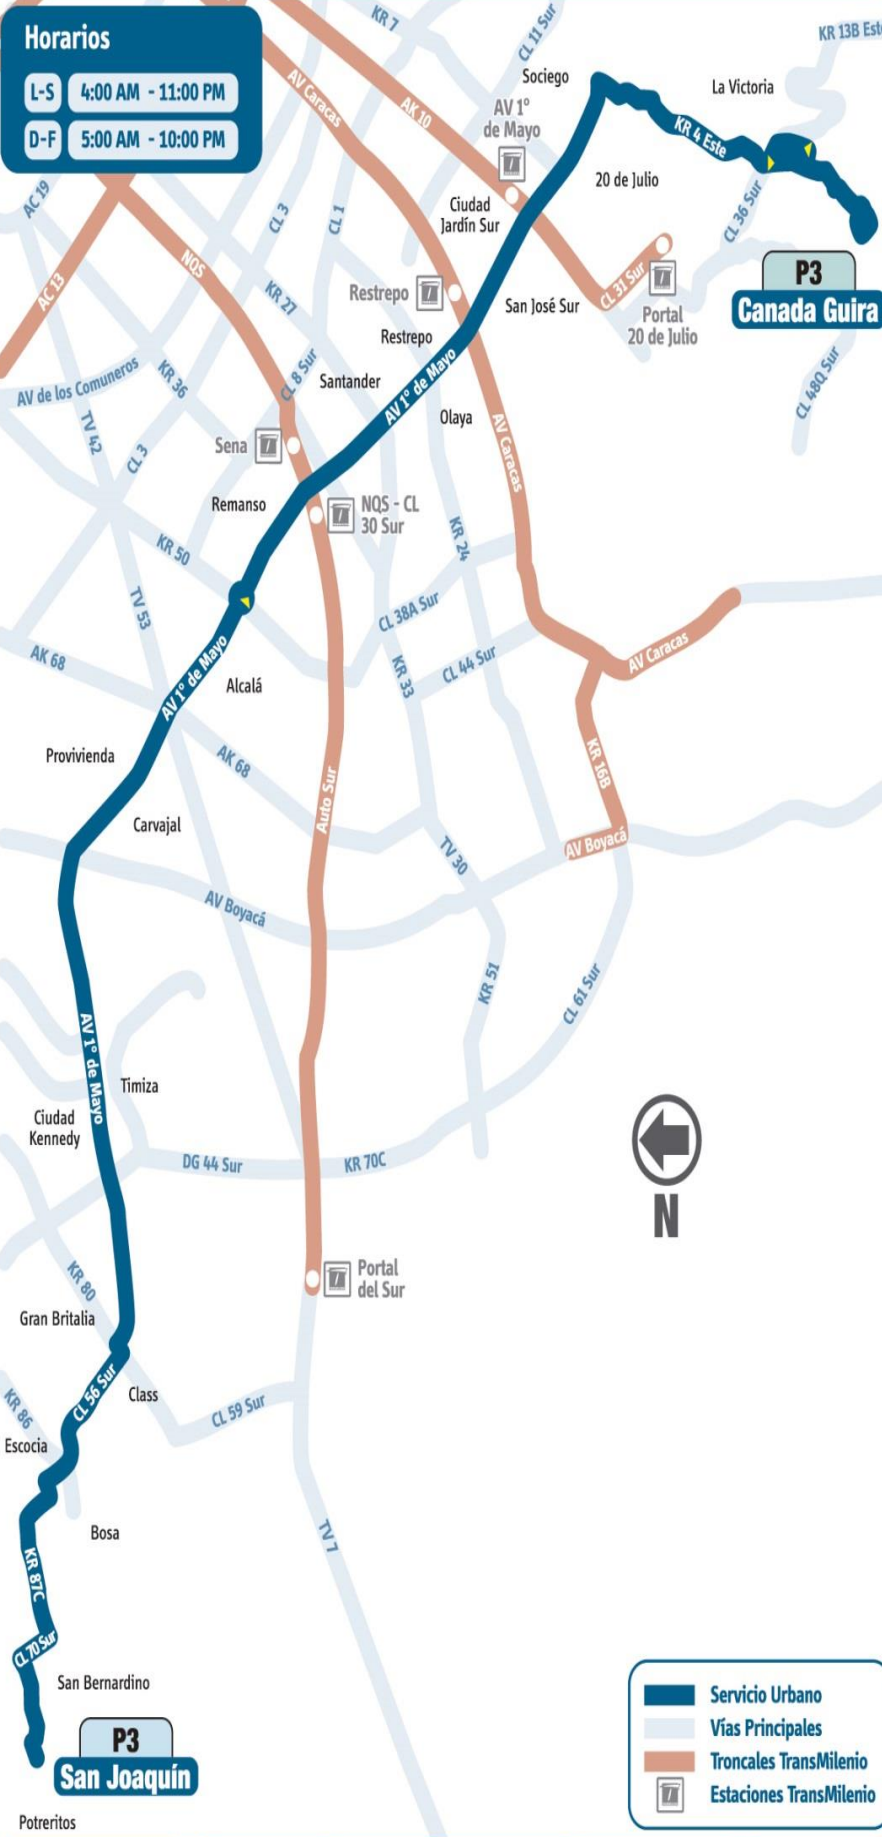 Horarios
L-S 4:00 AM - 11:00 PM
D-F 5:00 AM - 10:00 PM
KR 7
CL 11 Sur
KR 13B Este
Sociego
La Victoria
AV Caracas
AK 10
AV 1° de Mayo
KR 4 Este
20 de Julio
AC 19
CL 3
CL 1
Ciudad
Jardín Sur
CL 36 Sur
NQS
AC 13
KR 27
Restrepo
San José Sur
CL 31 Sur
Portal
20 de Julio
P3
Canada Guira
Restrepo
AV de los Comuneros
KR 36
CL 8 Sur
Santander
AV 1° de Mayo
Olaya
CL 48Q Sur
TV 42
CL 3
Sena
AV Caracas
Remanso
NQS - CL
30 Sur
KR 50
KR 24
TV 53
CL 38A Sur
AK 68
AV 1° de Mayo
Alcalá
KR 33
CL 44 Sur
AV Caracas
Provivienda
AK 68
KR 16B
Carvajal
Auto Sur
TV 30
AV Boyacá
AV Boyacá
KR 51
CL 61 Sur
AV 1° de Mayo
Timiza
Ciudad
Kennedy
DG 44 Sur
KR 70C
N
KR 80
Portal
del Sur
Gran Britalia
CL 56 Sur
Class
KR 86
CL 59 Sur
Escocia
Bosa
TV 7
KR 87C
CL 70 Sur
San Bernardino
P3
San Joaquín
Potreritos
Servicio Urbano
Vías Principales
Troncales TransMilenio
Estaciones TransMilenio